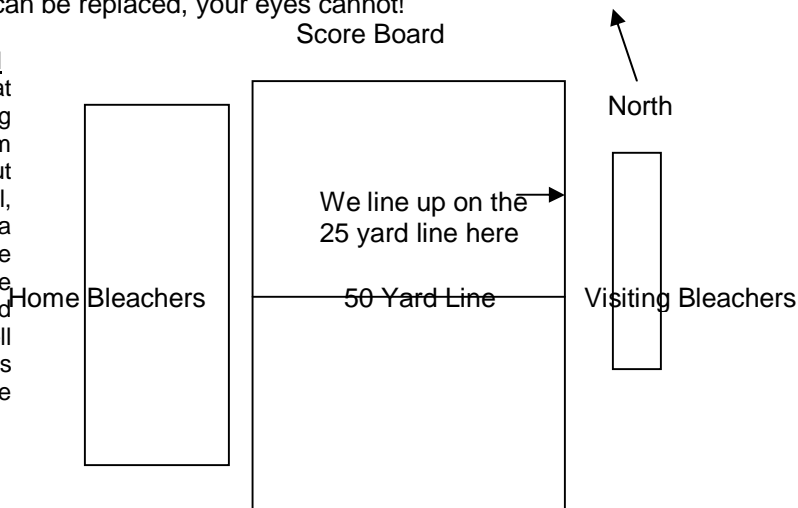 can be replaced, your eyes cannot!
Score Board
North
We line up on the
25 yard line here
Home Bleachers
50 Yard Line
Visiting Bleachers